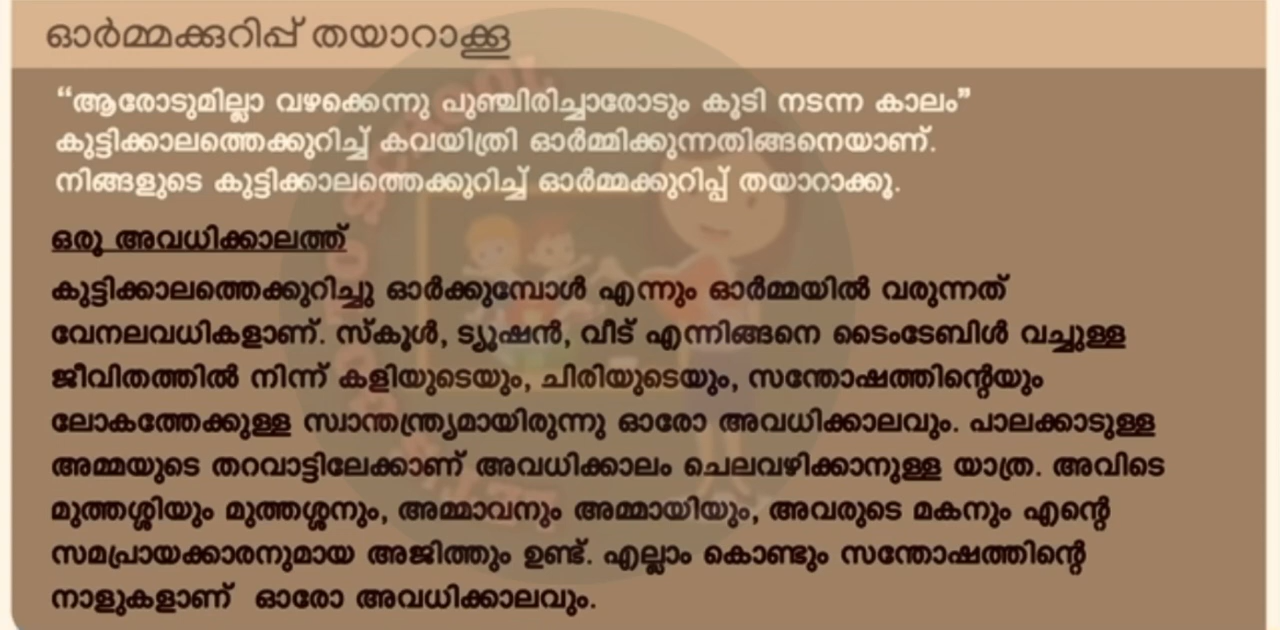 ഓർമ്മക്കുറിപ്പ് തയാറാക്കൂ
“ആരോടുമില്ലാ വഴക്കെന്നു പുഞ്ചിരിച്ചാരോടും കൂടി നടന്ന കാലം”
കുട്ടിക്കാലത്തെക്കുറിച്ച് കവയിത്രി ഓർമ്മിക്കുന്നതിങ്ങനെയാണ്.
നിങ്ങളുടെ കുട്ടിക്കാലത്തെക്കുറിച്ച് ഓർമ്മക്കുറിപ്പ് തയാറാക്കൂ.
ഒരു അവധിക്കാലത്ത്
കുട്ടിക്കാലത്തെക്കുറിച്ചു ഓർക്കുമ്പോൾ എന്നും ഓർമ്മയിൽ വരുന്നത്
വേനലവധികളാണ്. സ്കൂൾ, ട്യൂഷൻ, വീട് എന്നിങ്ങനെ ടൈംടേബിൾ വച്ചുള്ള
ജീവിതത്തിൽ നിന്ന് കളിയുടെയും, ചിരിയുടെയും, സന്തോഷത്തിന്റെയും
ലോകത്തേക്കുള്ള സ്വാതന്ത്ര്യമായിരുന്നു ഓരോ അവധിക്കാലവും. പാലക്കാടുള്ള
അമ്മയുടെ തറവാട്ടിലേക്കാണ് അവധിക്കാലം ചെലവഴിക്കാനുള്ള യാത്ര. അവിടെ
മുത്തശ്ശിയും മുത്തശ്ശനും, അമ്മാവനും അമ്മായിയും, അവരുടെ മകനും എന്റെ
സമപ്രായക്കാരനുമായ അജിത്തും ഉണ്ട്. എല്ലാം കൊണ്ടും സന്തോഷത്തിന്റെ
നാളുകളാണ് ഓരോ അവധിക്കാലവും.